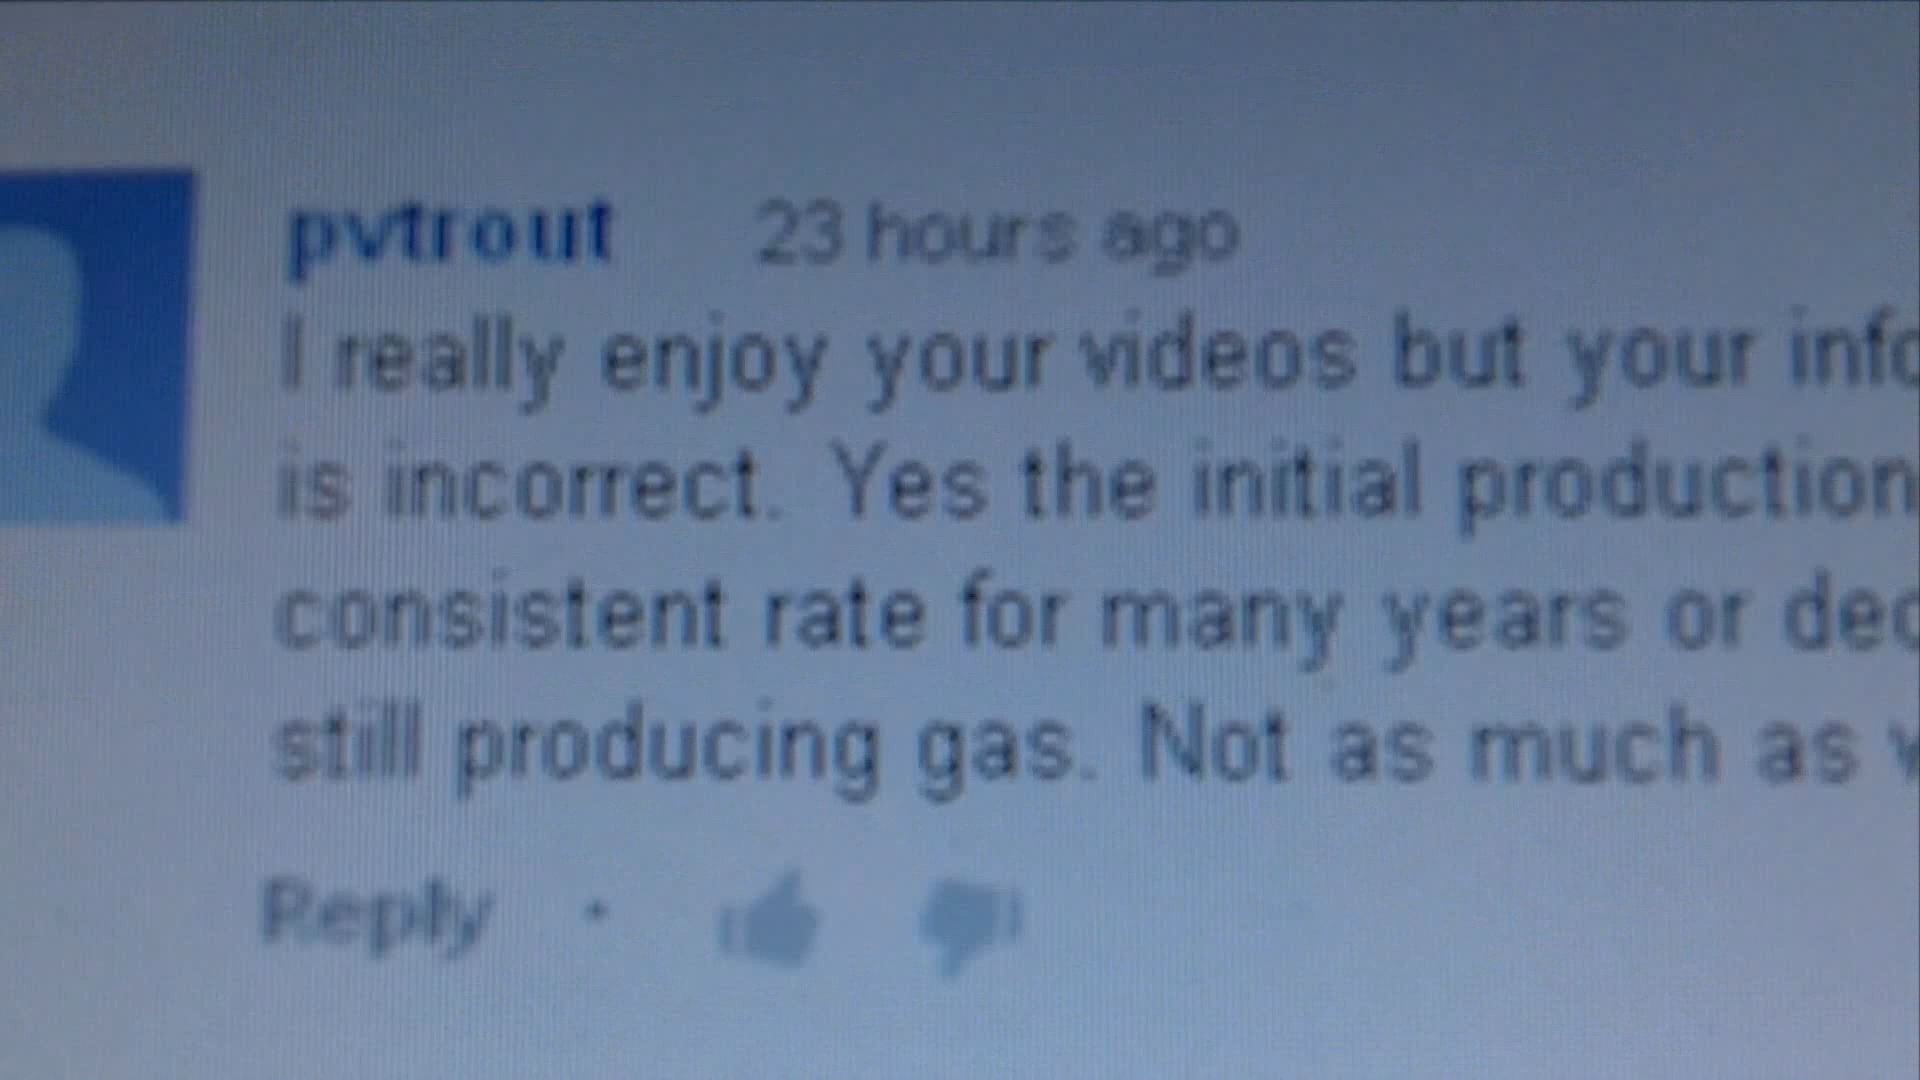 pvtrout 23 hours ago
I really enjoy your videos but your
is incorrect. Yes the initial production
consistent rate for many years or
still producing gas. Not as much as
Reply •